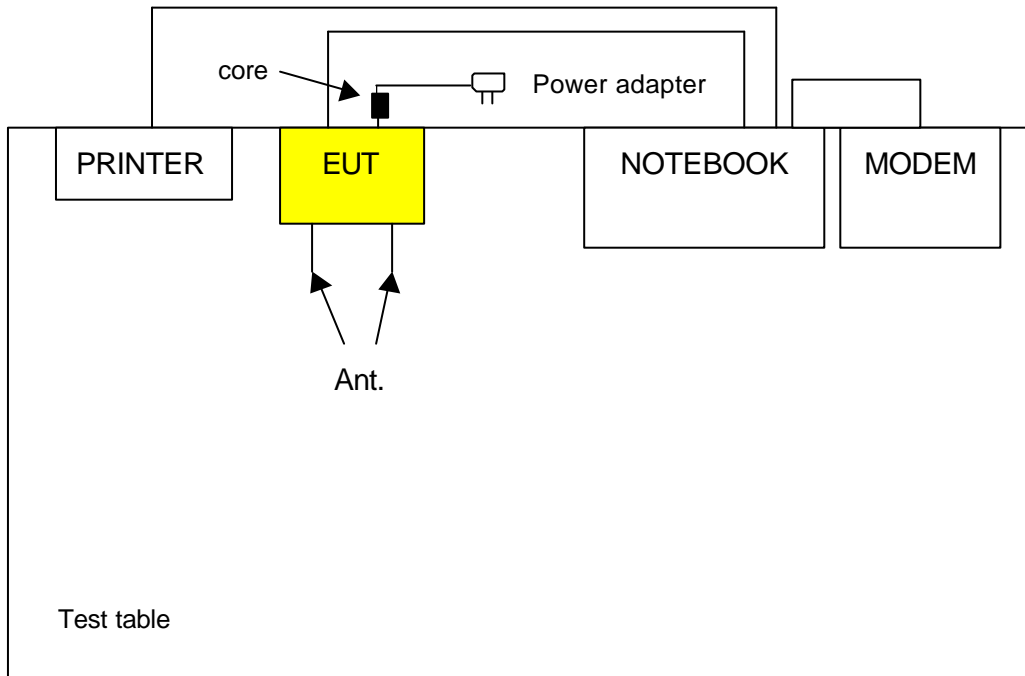 core
Power adapter
PRINTER
EUT
NOTEBOOK
MODEM
Ant.
Test table